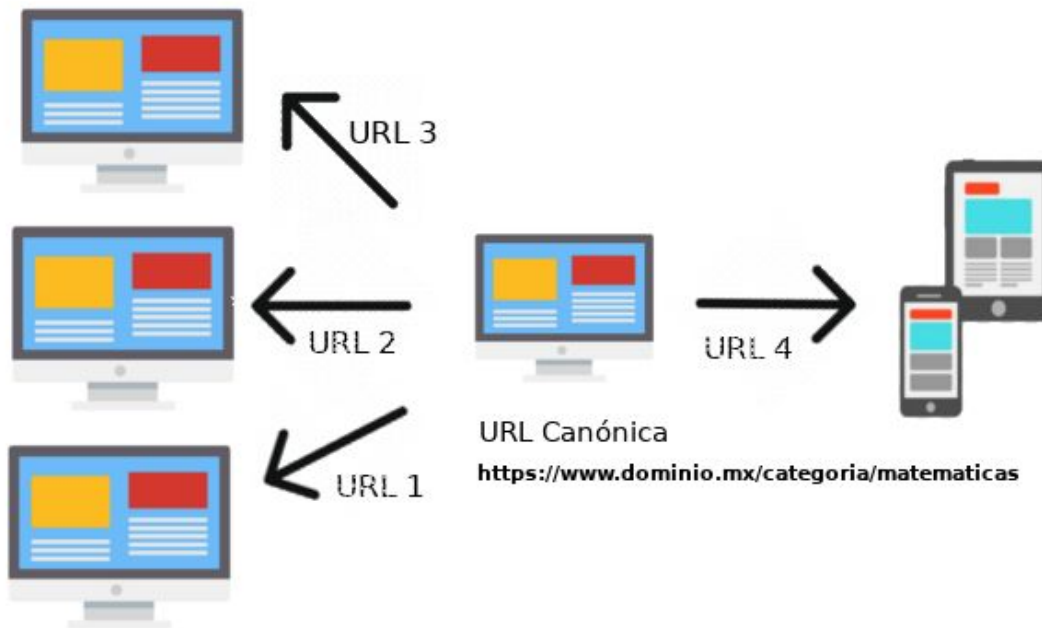 URL 3
URL 2
URL 4
URL Canónica
https://www.dominio.mx/categoria/matematicas
URL 1